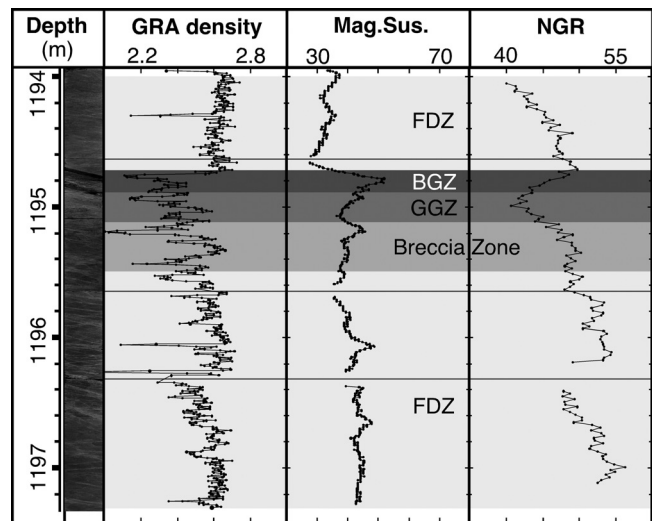 Depth GRA density Mag.Sus. NGR
(m) 2.2 2.8 30 70 40 55
1194
FDZ
BGZ
1195
GGZ
Breccia Zone
1196
FDZ
1197